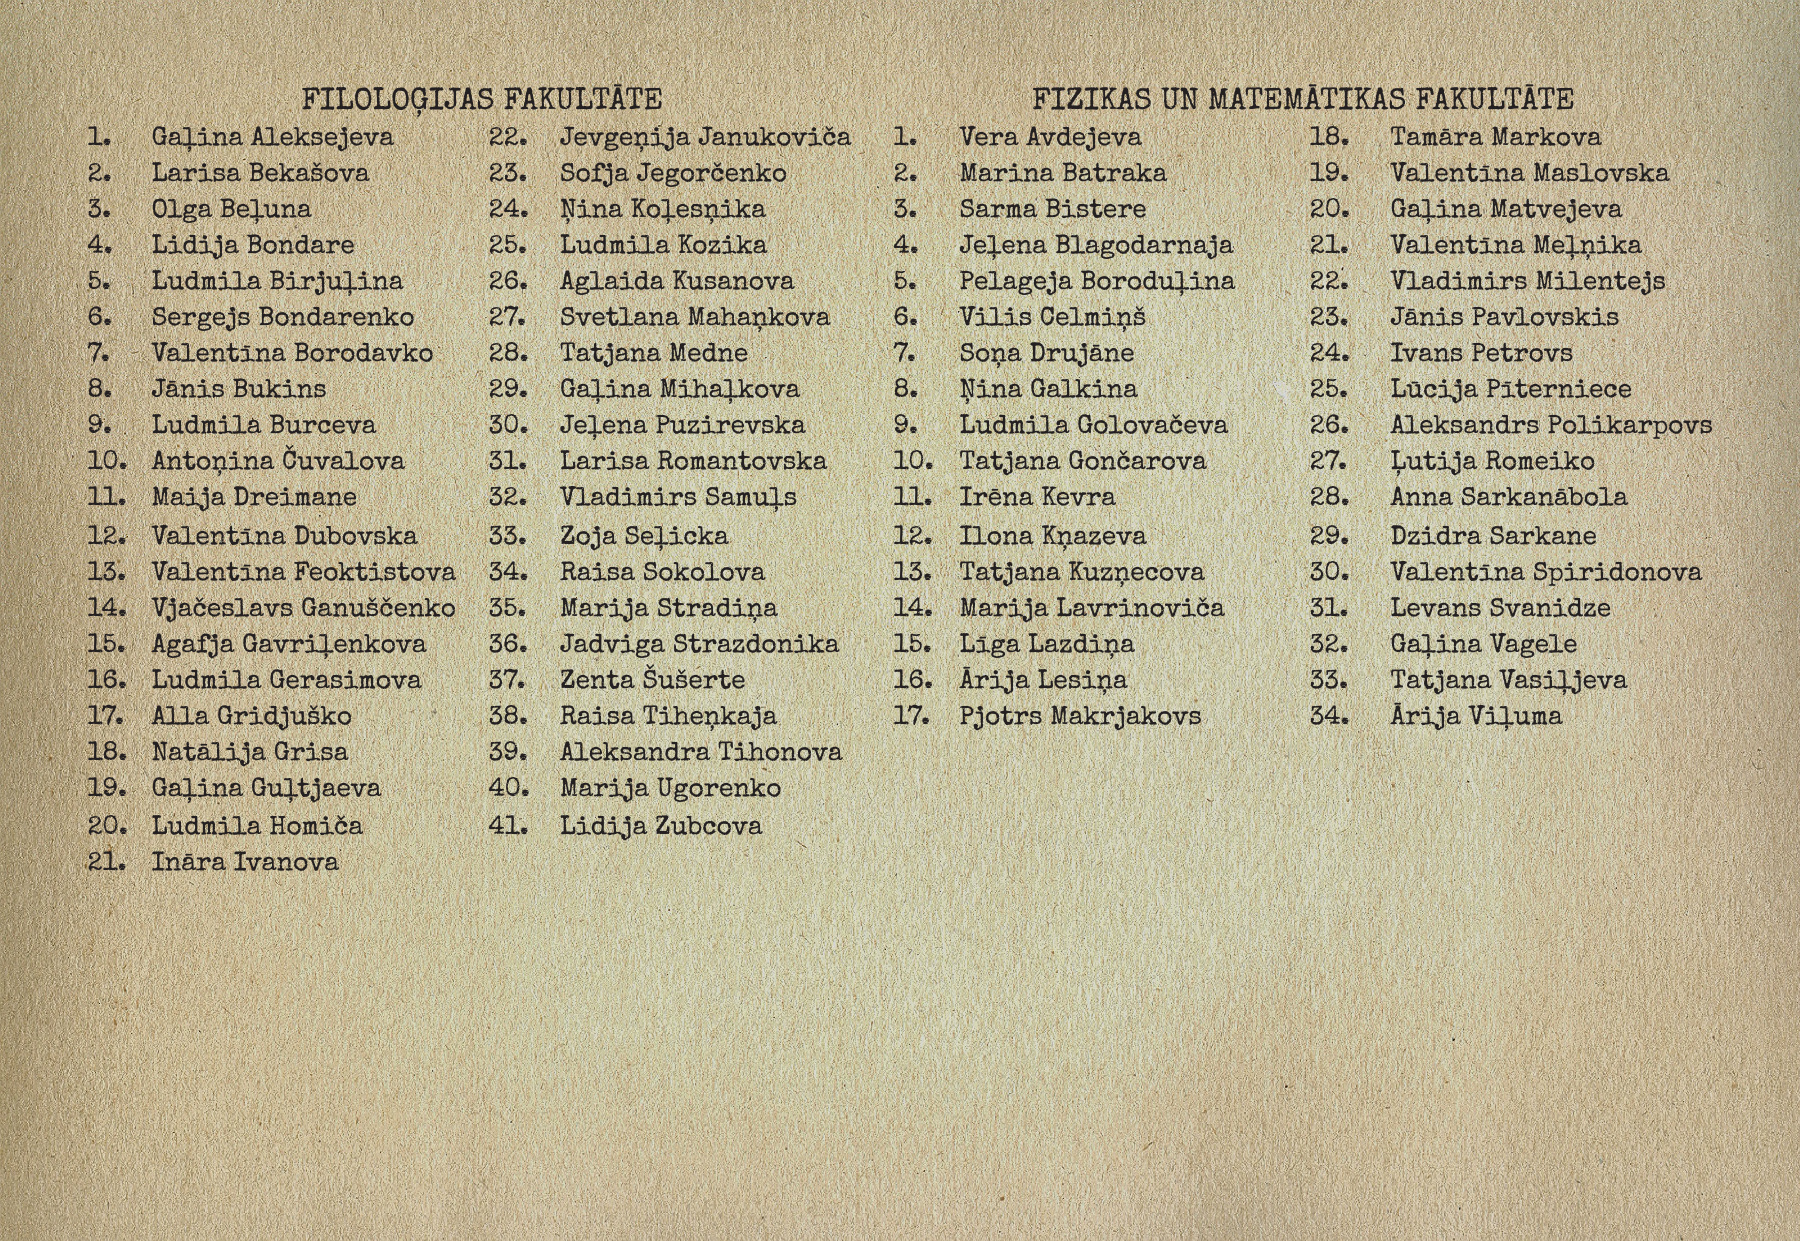 FILOLOĢIJAS FAKULTĀTE
1. Gaļina Aleksejeva
2. Larisa Bekašova
3. Olga Beļuna
4. Lidija Bondare
5. Ludmila Birjuļina
6. Sergejs Bondarenko
7. Valentīna Borodavko
8. Jānis Bukins
9. Ludmila Burceva
10. Antoņina Čuvalova
11. Maija Dreimane
12. Valentīna Dubovska
13. Valentīna Feoktistova
14. Vjačeslavs Ganuščenko
15. Agafja Gavriļenkova
16. Ludmila Gerasimova
17. Alla Gridjuško
18. Natālija Grisa
19. Gaļina Guļtjaeva
20. Ludmila Homiča
21. Ināra Ivanova
22. Jevgeņija Janukoviča
23. Sofja Jegorčenko
24. Ņina Koļesņika
25. Ludmila Kozika
26. Aglaida Kusanova
27. Svetlana Mahaņkova
28. Tatjana Medne
29. Gaļina Mihaļkova
30. Jeļena Puzirevska
31. Larisa Romantovska
32. Vladimirs Samuļs
33. Zoja Seļicka
34. Raisa Sokolova
35. Marija Stradiņa
36. Jadviga Strazdonika
37. Zenta Šušerte
38. Raisa Tiheņkaja
39. Aleksandra Tihonova
40. Marija Ugorenko
41. Lidija Zubcova
FIZIKAS UN MATEMĀTIKAS FAKULTĀTE
1. Vera Avdejeva
2. Marina Batraka
3. Sarma Bistere
4. Jeļena Blagodarnaja
5. Pelageja Boroduļina
6. Vilis Celmiņš
7. Soņa Drujāne
8. Ņina Galkina
9. Ludmila Golovačeva
10. Tatjana Gončarova
11. Irēna Kevra
12. Ilona Kņazeva
13. Tatjana Kuzņecova
14. Marija Lavrinoviča
15. Līga Lazdiņa
16. Ārija Lesiņa
17. Pjotrs Makrjakovs
18. Tamāra Markova
19. Valentīna Maslovska
20. Gaļina Matvejeva
21. Valentīna Meļņika
22. Vladimirs Milentejs
23. Jānis Pavlovskis
24. Ivans Petrovs
25. Lūcija Pīterniece
26. Aleksandrs Polikarpovs
27. Ļutija Romeiko
28. Anna Sarkanābola
29. Dzidra Sarkane
30. Valentīna Spiridonova
31. Levans Svanidze
32. Gaļina Vagele
33. Tatjana Vasiļjeva
34. Ārija Viļuma